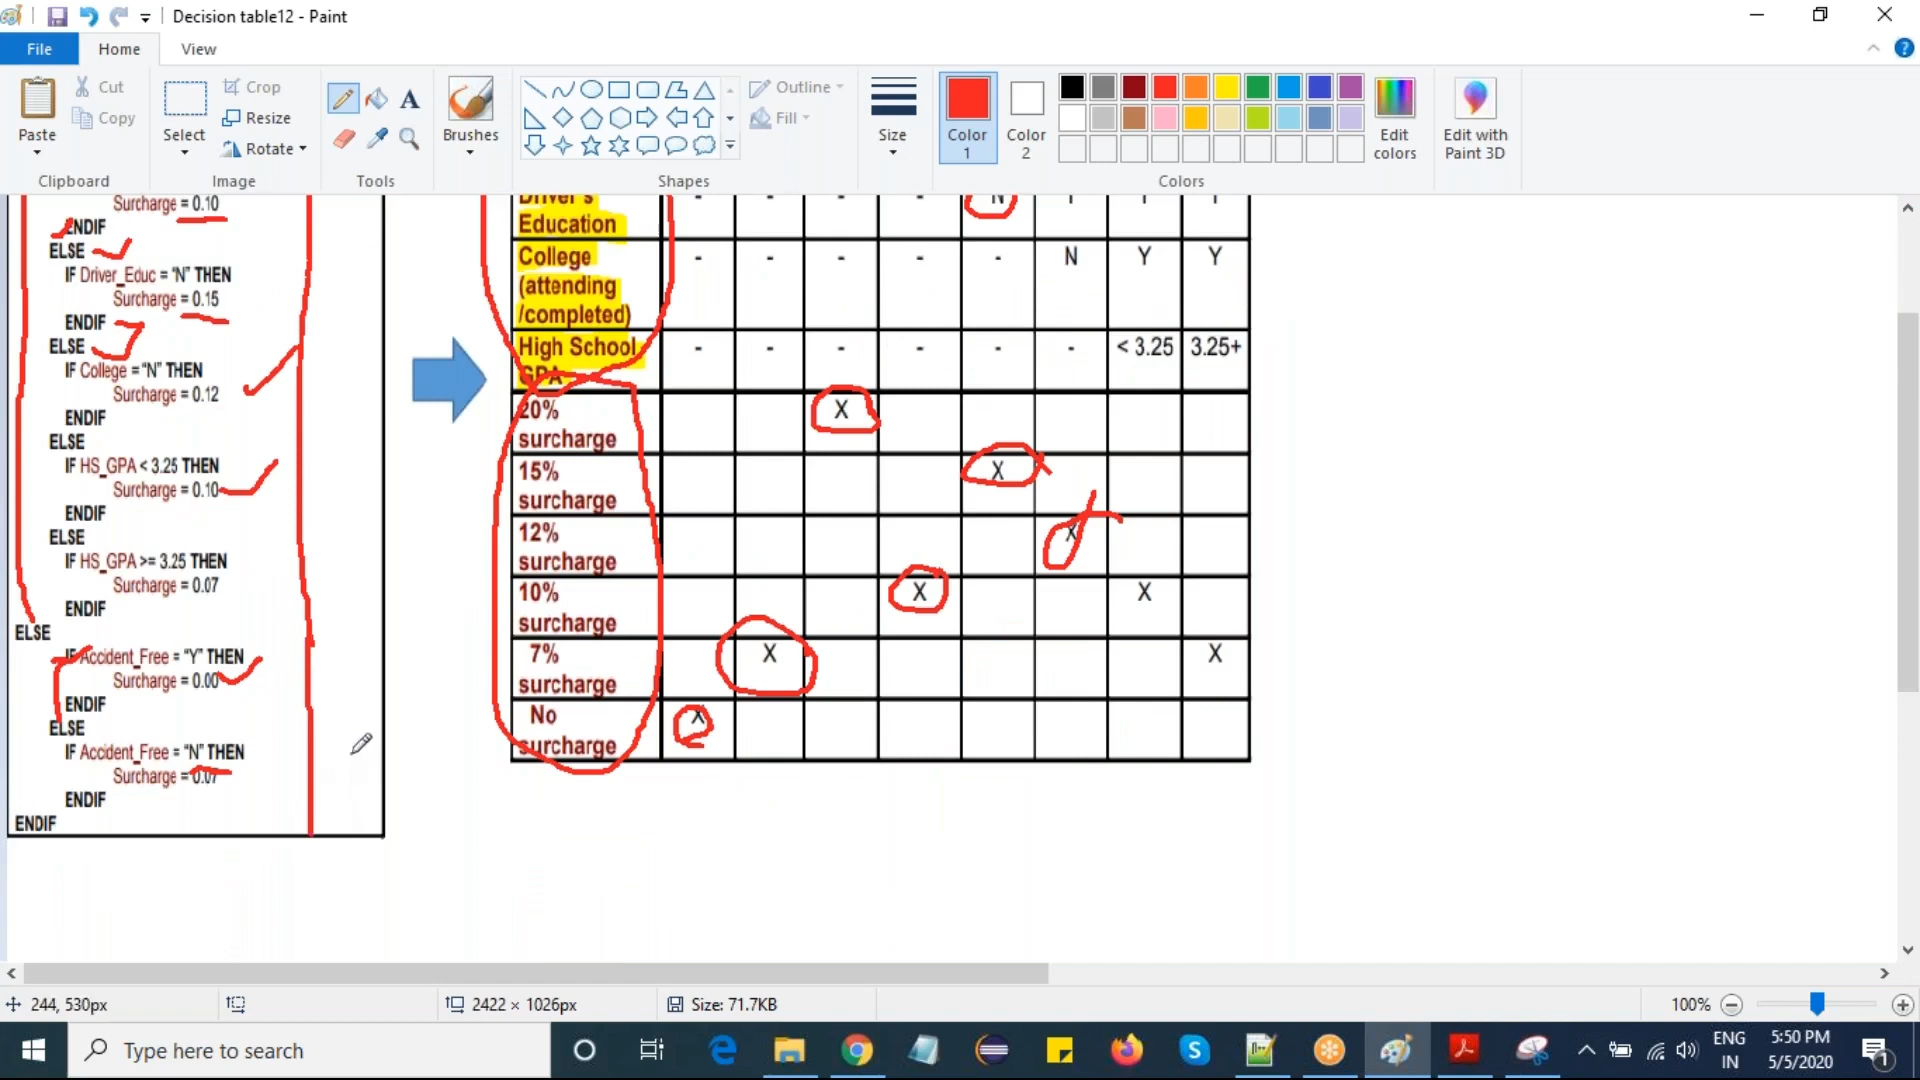 Decision table12 - Paint
File Home View
Paste
Cut
Copy
Clipboard
Select
Crop
Resize
Rotate
Image
A
Tools
Brushes
Shapes
Outline
Fill
Size
Color 1
Color 2
Edit colors
Edit with Paint 3D
Colors
Surcharge = 0.10
ENDIF
ELSE
IF Driver_Educ = “N” THEN
Surcharge = 0.15
ENDIF
ELSE
IF College = “N” THEN
Surcharge = 0.12
ENDIF
ELSE
IF HS_GPA < 3.25 THEN
Surcharge = 0.10
ENDIF
ELSE
IF HS_GPA >= 3.25 THEN
Surcharge = 0.07
ENDIF
ELSE
IF Accident_Free = “Y” THEN
Surcharge = 0.00
ENDIF
ELSE
IF Accident_Free = “N” THEN
Surcharge = 0.07
ENDIF
ENDIF
Driver's - - - - N Y Y Y
Education
College - - - - - N Y Y
(attending
/completed)
High School - - - - - - < 3.25 3.25+
GPA
20% X
surcharge
15% X
surcharge
12% X
surcharge
10% X X
surcharge
7% X X
surcharge
No X
surcharge
244, 530px 2422 × 1026px Size: 71.7KB 100%
Type here to search
ENG
IN
5:50 PM
5/5/2020
1